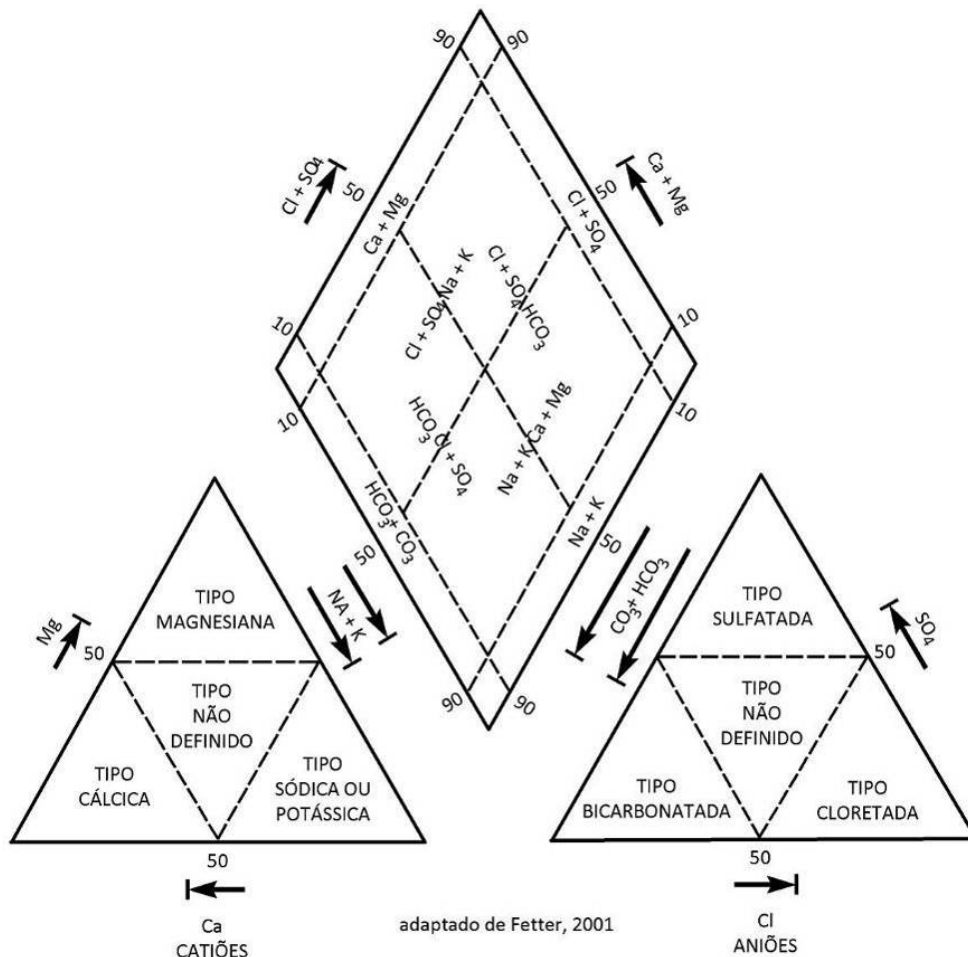 90
90
Cl + SO₄
50
Ca + Mg
Cl + SO₄
50
Ca + Mg
Cl + SO₄ Na + K
Cl + SO₄ HCO₃
10
10
10
10
HCO₃ Cl + SO₄
Na + K Ca + Mg
HCO₃ + CO₃
Na + K
50
50
NA + K
CO₃ + HCO₃
90
90
Mg
50
TIPO
MAGNESIANA
TIPO
NÃO
DEFINIDO
TIPO
CÁLCICA
TIPO
SÓDICA OU
POTÁSSICA
50
Ca
CATIÕES
TIPO
SULFATADA
50
SO₄
TIPO
NÃO
DEFINIDO
TIPO
BICARBONATADA
TIPO
CLORETADA
50
Cl
ANIÕES
adaptado de Fetter, 2001